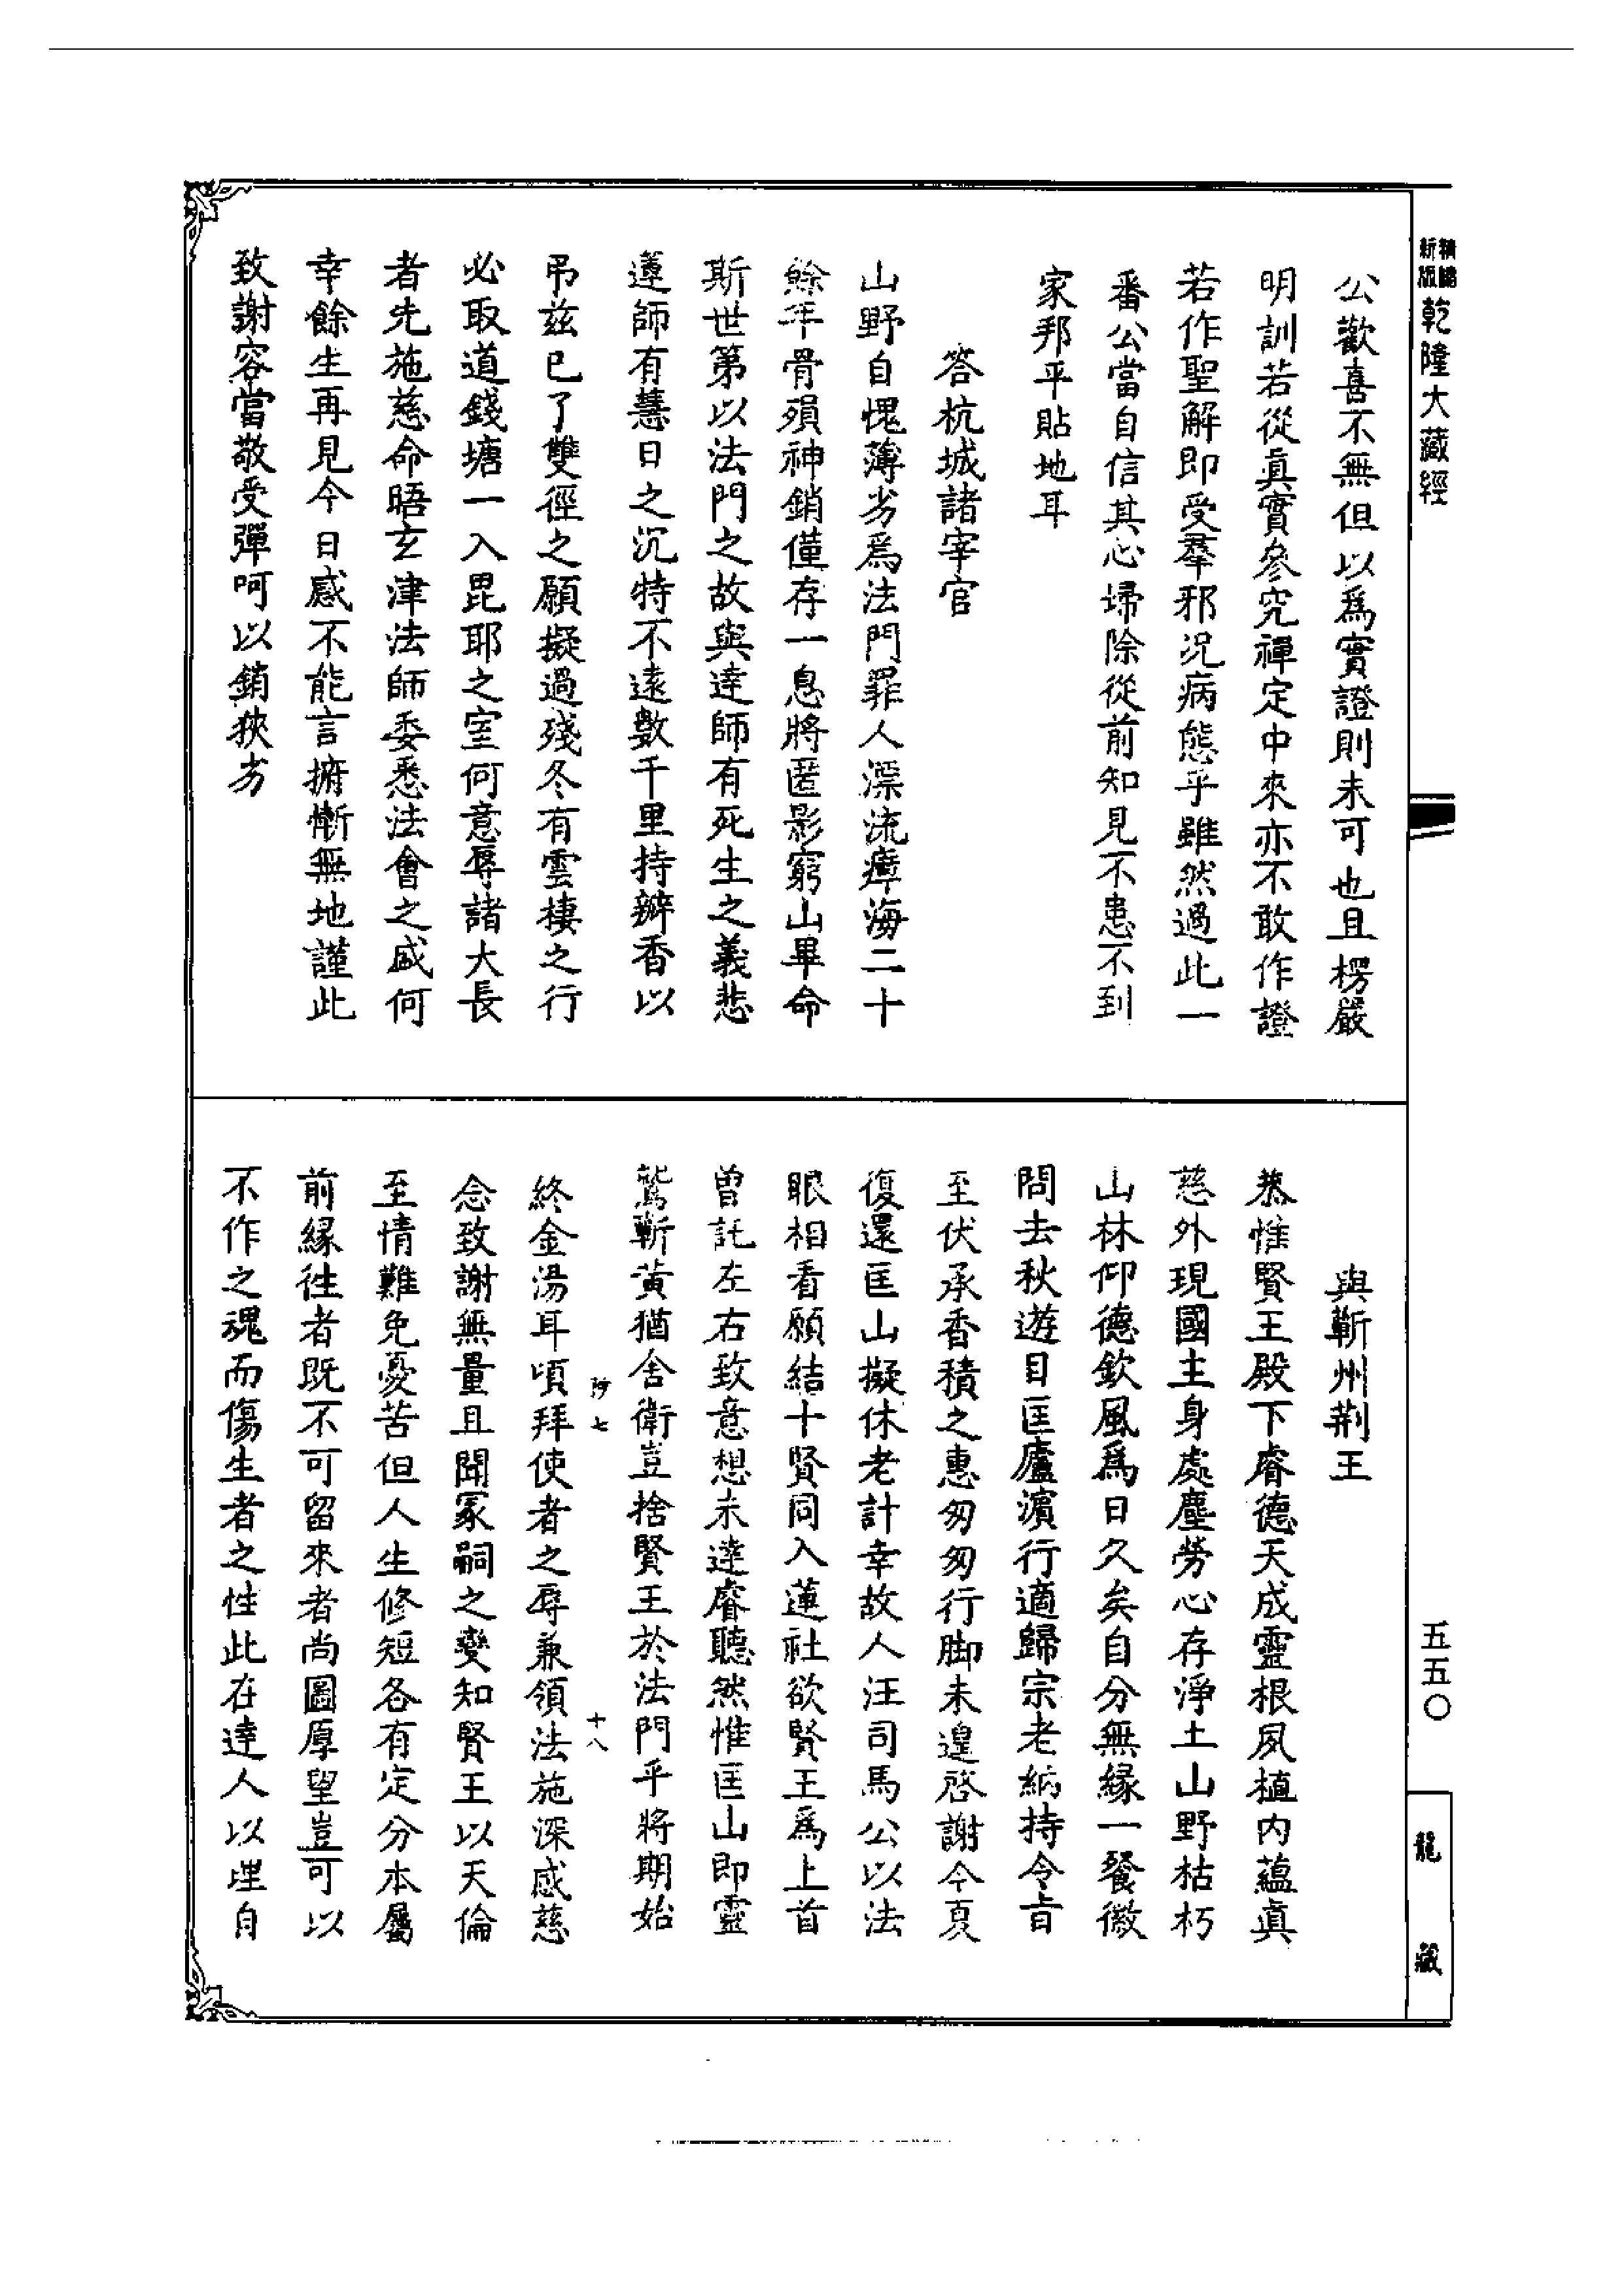 新版精縮乾隆大藏經
公歡喜不無但以爲實證則未可也且楞嚴
明訓若從眞實參究禪定中來亦不敢作證
若作聖解即受羣邪況病態乎雖然過此一
番公當自信其心埽除從前知見不患不到
家邦平貼地耳
答杭城諸宰官
山野自愧薄劣爲法門罪人漂流瘴海二十
餘年骨殞神銷僅存一息將匿影窮山畢命
斯世第以法門之故與達師有死生之義悲
蓮師有慧日之沉特不遠數千里持瓣香以
弔茲已了雙徑之願擬過殘冬有雲棲之行
必取道錢塘一入毘耶之室何意辱諸大長
者先施慈命晤玄津法師委悉法會之盛何
幸餘生再見今日感不能言擁慚無地謹此
致謝容當敬受彈呵以銷狹劣
與蘄州荆王
恭惟賢王殿下睿德天成靈根夙植內蘊眞
慈外現國主身處塵勞心存淨土山野枯朽
山林仰德欽風爲日久矣自分無緣一餐徽
問去秋遊目匡廬濱行適歸宗老衲持令旨
至伏承香積之惠匆匆行脚未遑啓謝今夏
復還匡山擬休老計幸故人汪司馬公以法
眼相看願結十賢同入蓮社欲賢王爲上首
曾託左右致意想未達睿聽然惟匡山即靈
鷲蘄黃猶舍衛豈捨賢王於法門乎將期始
終金湯耳頃拜使者之辱兼領法施深感慈
念致謝無量且聞冢嗣之變知賢王以天倫
至情難免憂苦但人生修短各有定分本屬
前緣往者既不可留來者尚圖厚望豈可以
不作之魂而傷生者之性此在達人以理自
七
十八
五五〇
龍藏